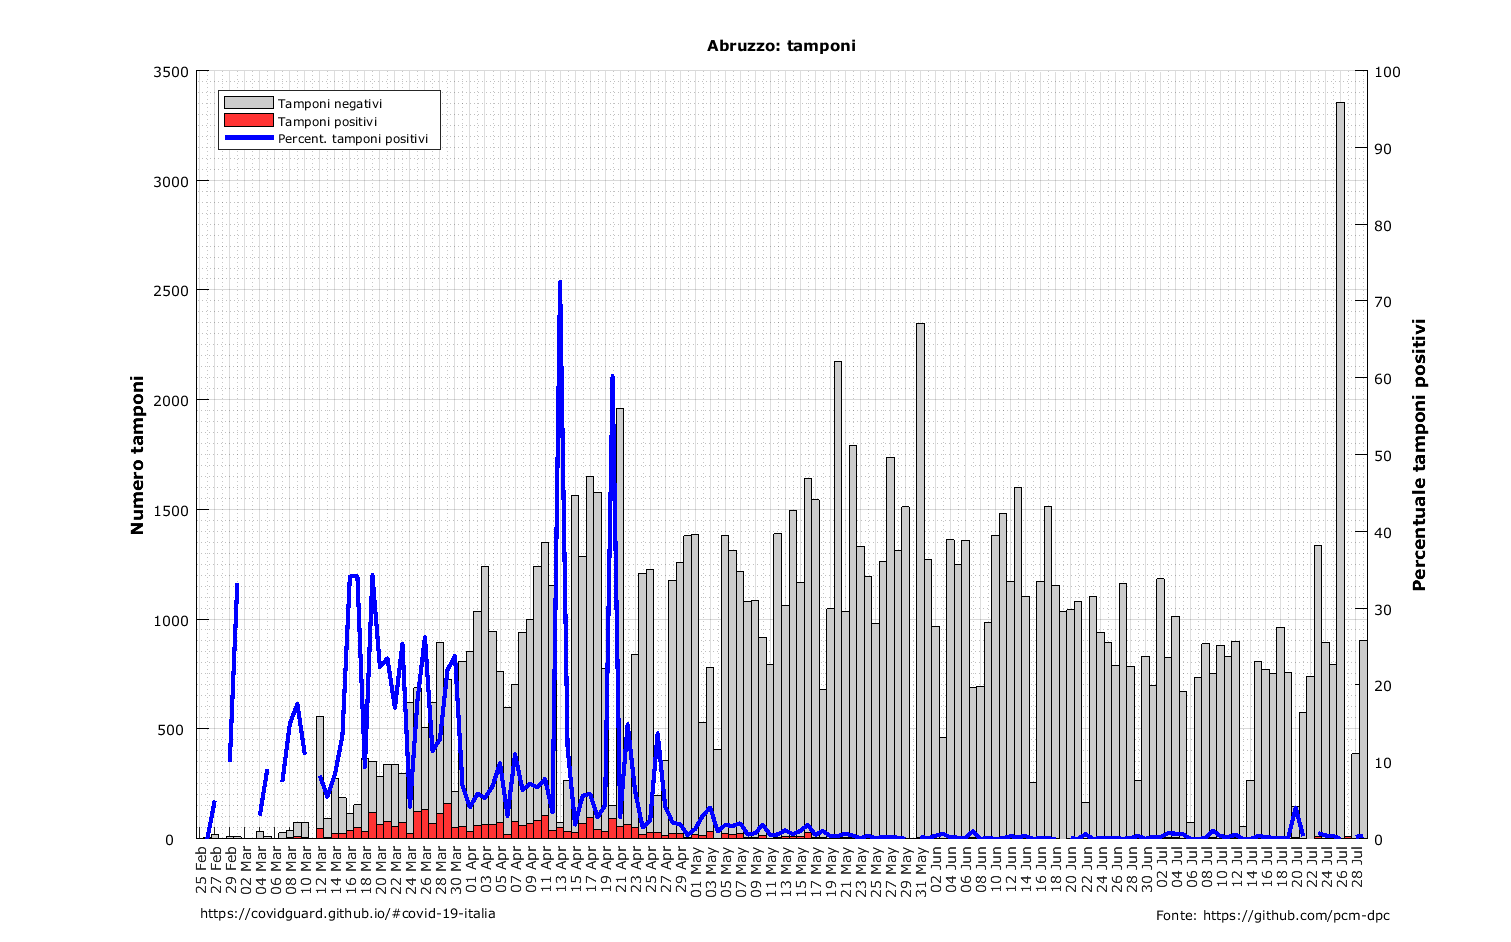 Abruzzo: tamponi
3500
3000
2500
2000
1500
1000
500
0
Numero tamponi
Tamponi negativi
Tamponi positivi
Percent. tamponi positivi
100
90
80
70
60
50
40
30
20
10
0
Percentuale tamponi positivi
25 Feb
27 Feb
29 Feb
02 Mar
04 Mar
06 Mar
08 Mar
10 Mar
12 Mar
14 Mar
16 Mar
18 Mar
20 Mar
22 Mar
24 Mar
26 Mar
28 Mar
30 Mar
01 Apr
03 Apr
05 Apr
07 Apr
09 Apr
11 Apr
13 Apr
15 Apr
17 Apr
19 Apr
21 Apr
23 Apr
25 Apr
27 Apr
29 Apr
01 May
03 May
05 May
07 May
09 May
11 May
13 May
15 May
17 May
19 May
21 May
23 May
25 May
27 May
29 May
31 May
02 Jun
04 Jun
06 Jun
08 Jun
10 Jun
12 Jun
14 Jun
16 Jun
18 Jun
20 Jun
22 Jun
24 Jun
26 Jun
28 Jun
30 Jun
02 Jul
04 Jul
06 Jul
08 Jul
10 Jul
12 Jul
14 Jul
16 Jul
18 Jul
20 Jul
22 Jul
24 Jul
26 Jul
28 Jul
https://covidguard.github.io/#covid-19-italia
Fonte: https://github.com/pcm-dpc